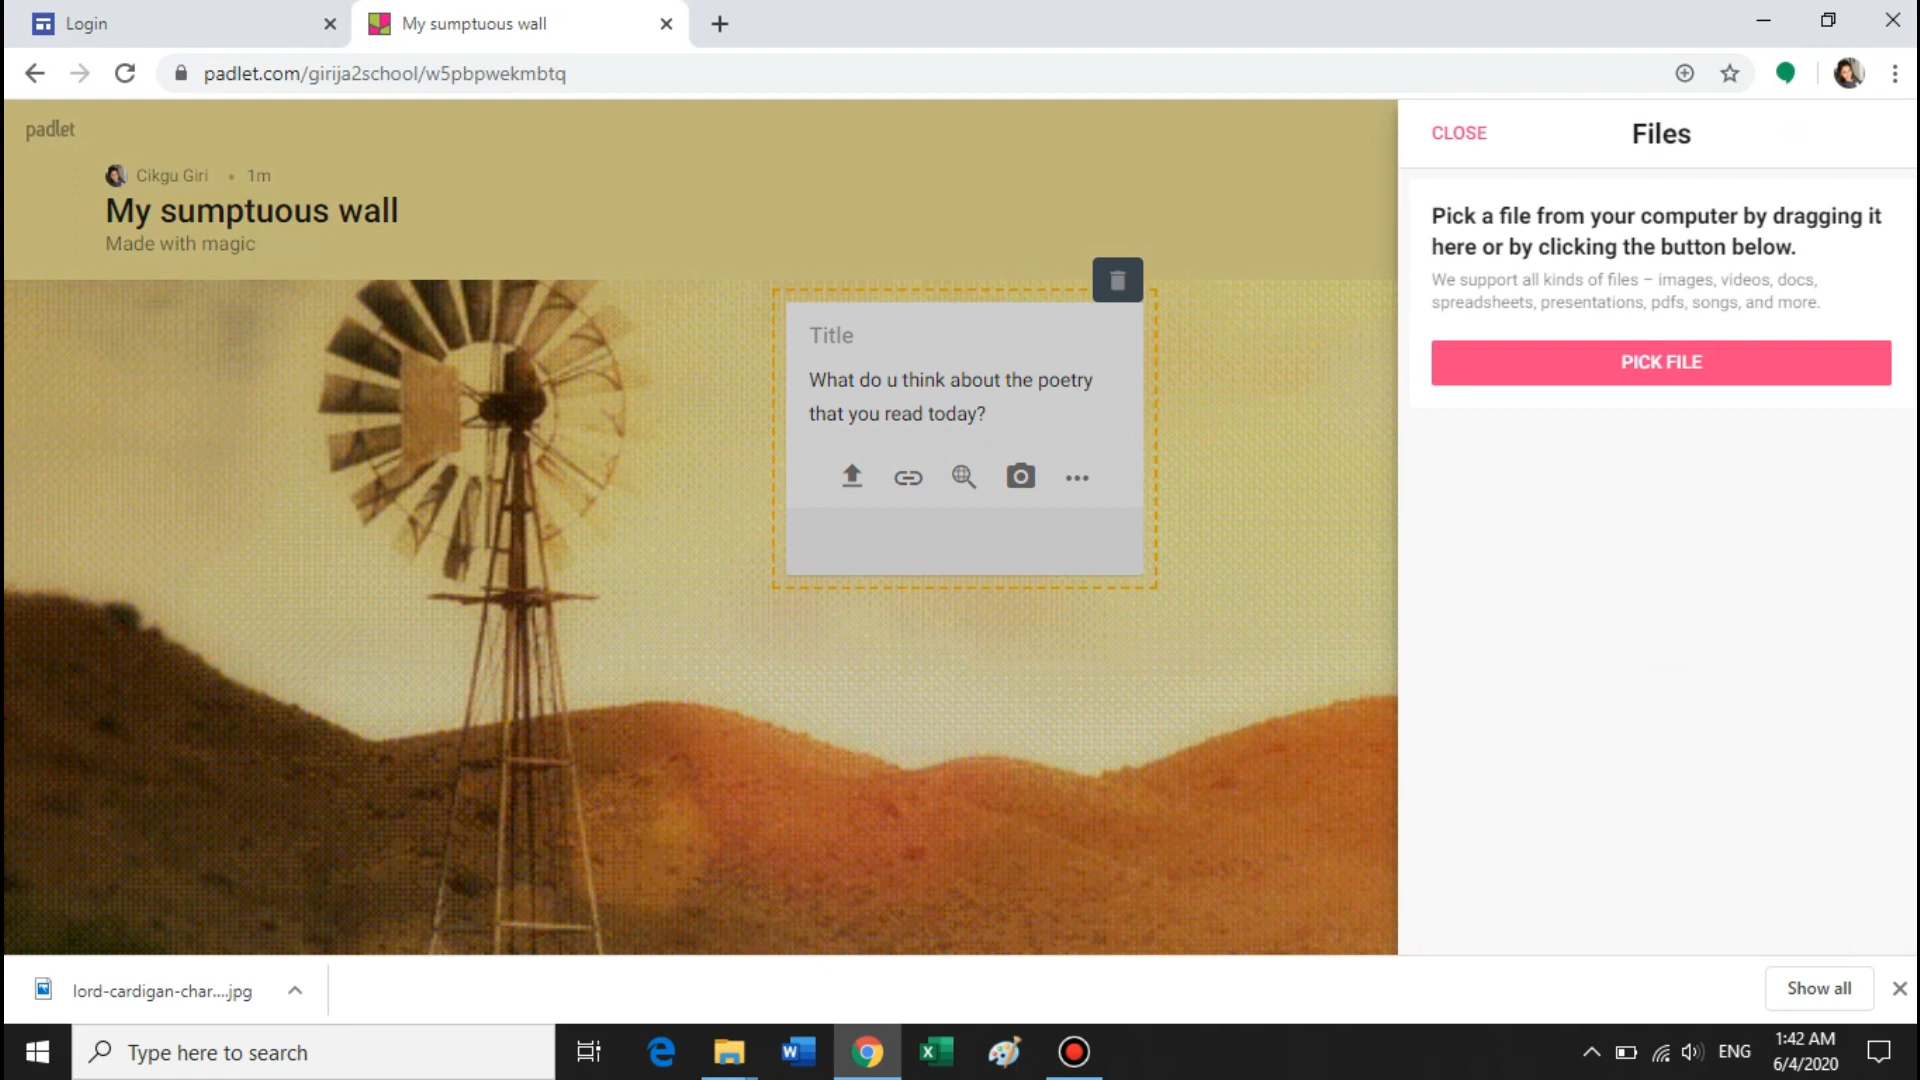 Login
My sumptuous wall
padlet.com/girija2school/w5pbpwekmbtq
padlet
Cikgu Giri • 1m
My sumptuous wall
Made with magic
Title
What do u think about the poetry
that you read today?
CLOSE
Files
Pick a file from your computer by dragging it
here or by clicking the button below.
We support all kinds of files – images, videos, docs,
spreadsheets, presentations, pdfs, songs, and more.
PICK FILE
lord-cardigan-char....jpg
Show all
Type here to search
ENG
1:42 AM
6/4/2020